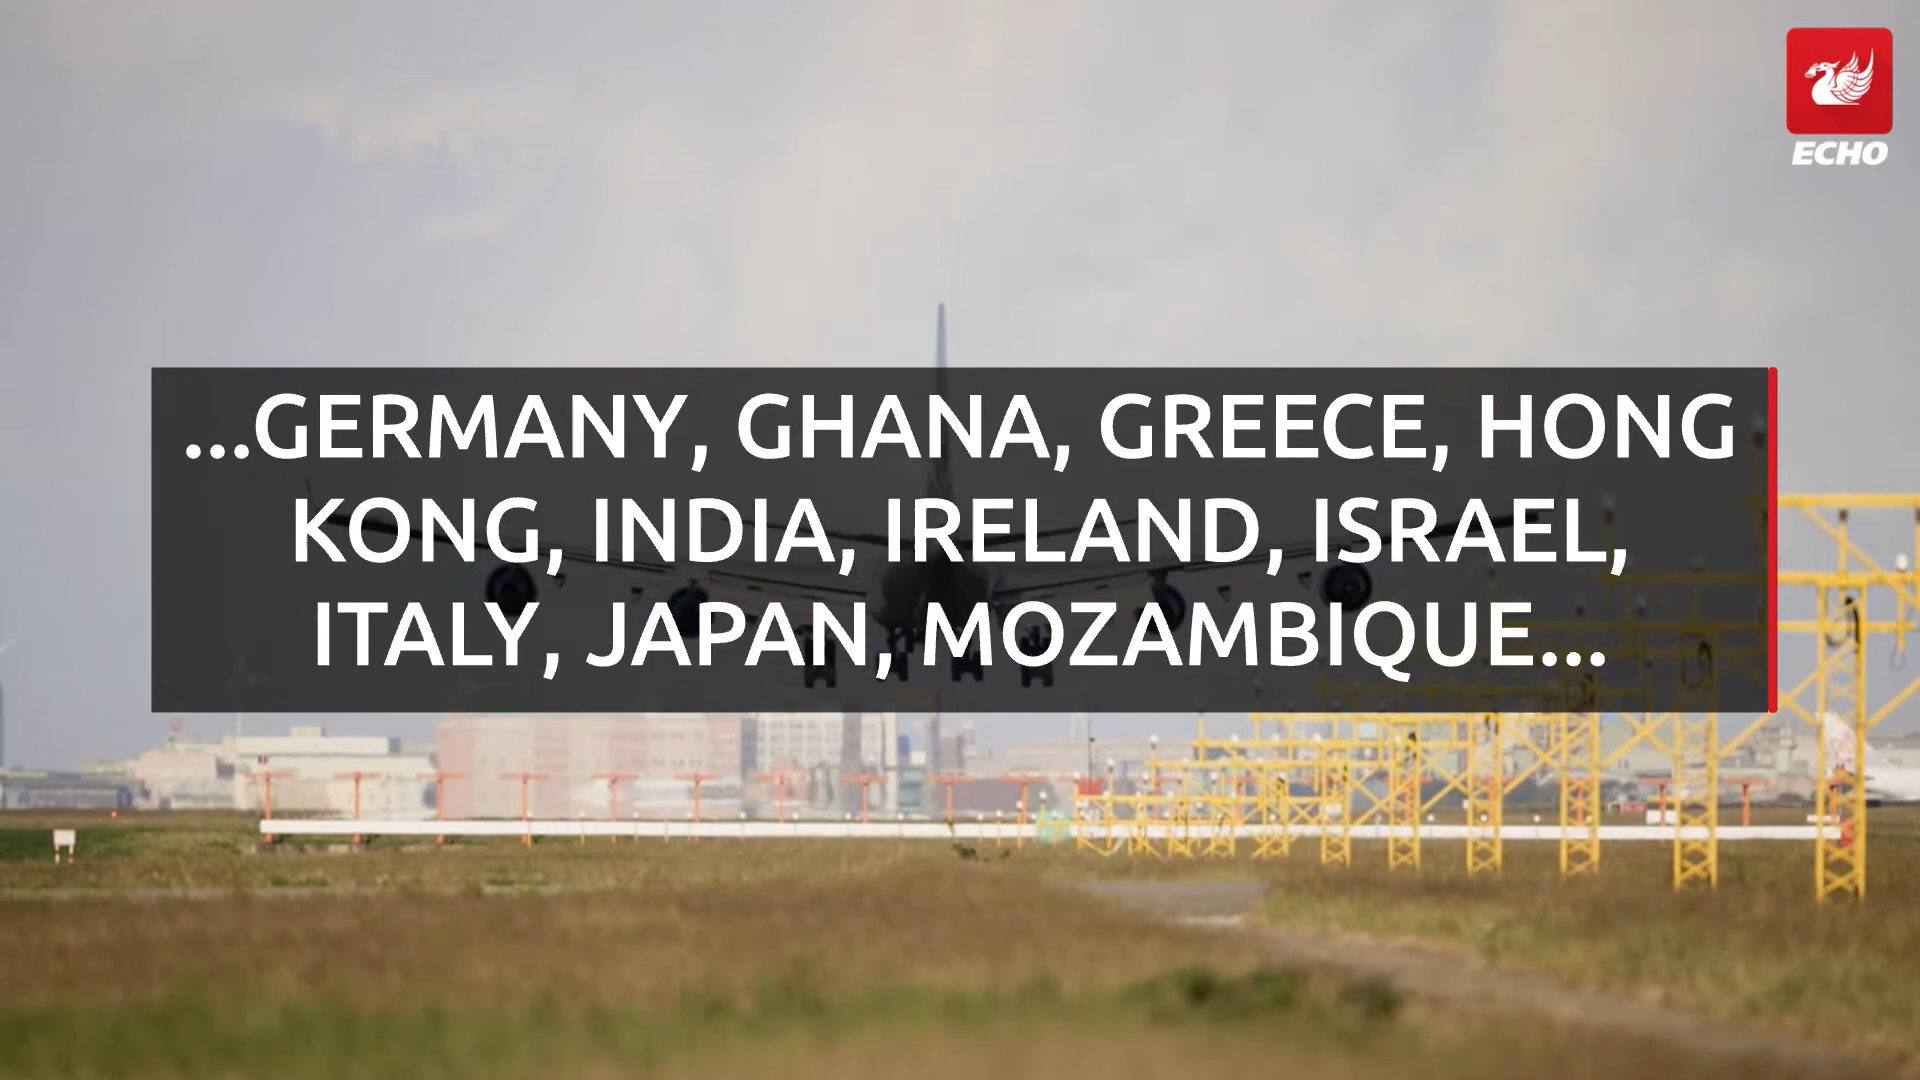 ECHO
...GERMANY, GHANA, GREECE, HONG
KONG, INDIA, IRELAND, ISRAEL,
ITALY, JAPAN, MOZAMBIQUE...